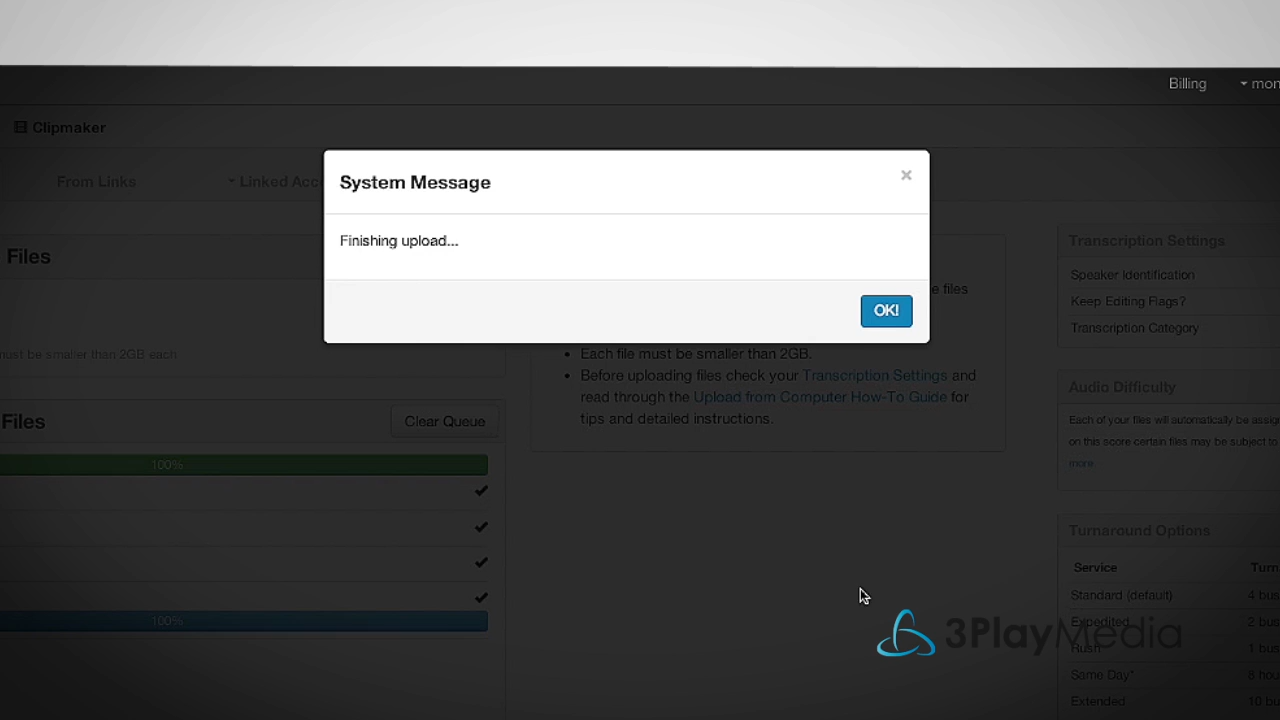 Billing
mon
Clipmaker
From Links
Linked Acc
System Message
×
Finishing upload...
OK!
Files
must be smaller than 2GB each
Files
Clear Queue
100%
100%
e files
Each file must be smaller than 2GB.
Before uploading files check your Transcription Settings and
read through the Upload from Computer How-To Guide for
tips and detailed instructions.
Transcription Settings
Speaker Identification
Keep Editing Flags?
Transcription Category
Audio Difficulty
Each of your files will automatically be assig
on this score certain files may be subject to
more
Turnaround Options
Service Turn
Standard (default) 4 bus
Expedited 2 bus
Rush 1 bus
Same Day* 8 hou
Extended 10 bu
3PlayMedia